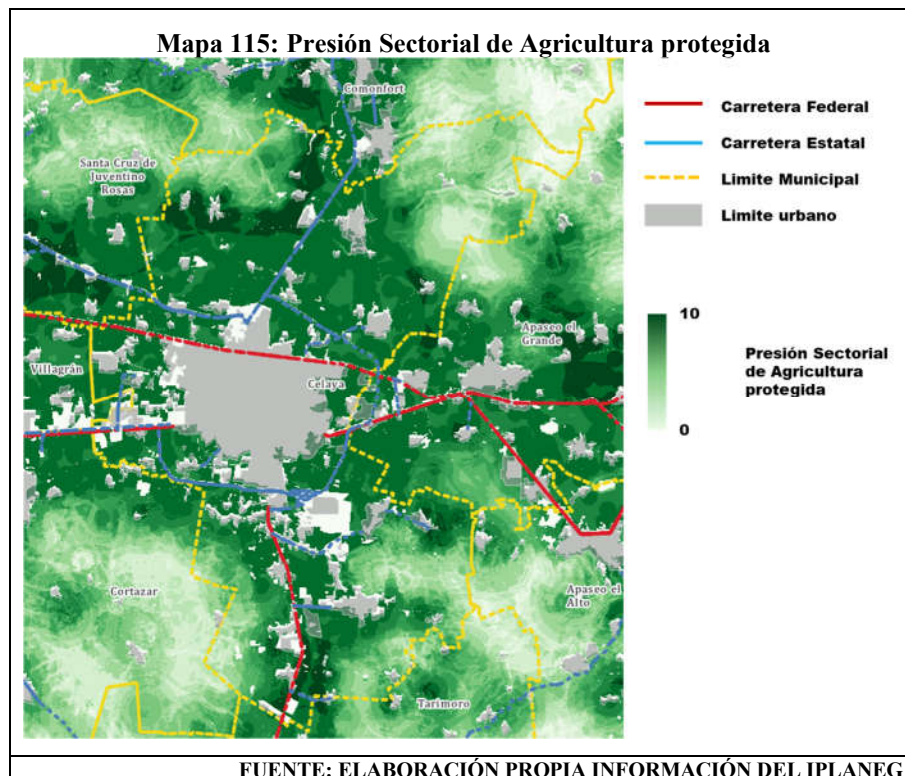 Mapa 115: Presión Sectorial de Agricultura protegida
Comonfort
Santa Cruz de
Juventino
Rosas
Apaseo el
Grande
Villagrán
Celaya
Cortazar
Apaseo el
Alto
Tarimoro
Carretera Federal
Carretera Estatal
Limite Municipal
Limite urbano
10
Presión Sectorial
de Agricultura
protegida
0
FUENTE: ELABORACIÓN PROPIA INFORMACIÓN DEL IPLANEG